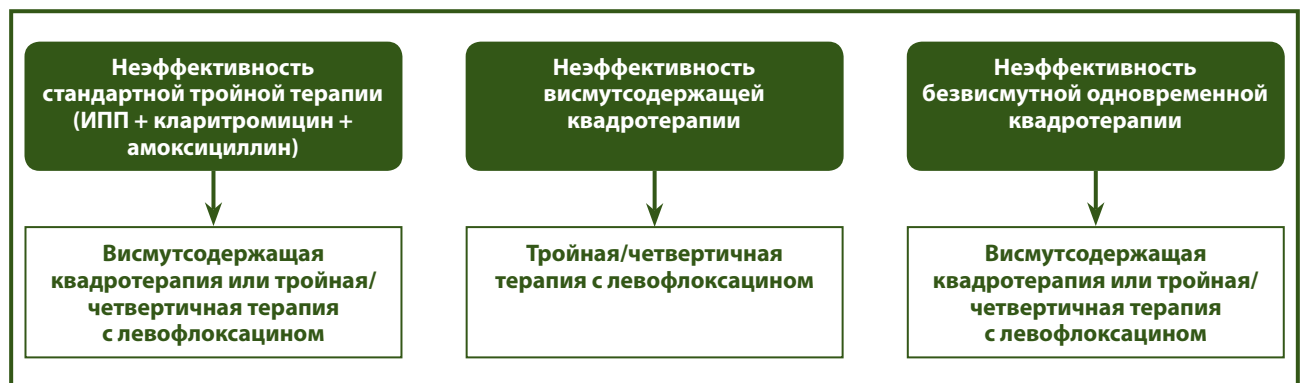 Неэффективность
стандартной тройной терапии
(ИПП + кларитромицин +
амоксициллин)
Неэффективность
висмутсодержащей
квадротерапии
Неэффективность
безвисмутной одновременной
квадротерапии
Висмутсодержащая
квадротерапия или тройная/
четвертичная терапия
с левофлоксацином
Тройная/четвертичная
терапия с левофлоксацином
Висмутсодержащая
квадротерапия или тройная/
четвертичная терапия
с левофлоксацином